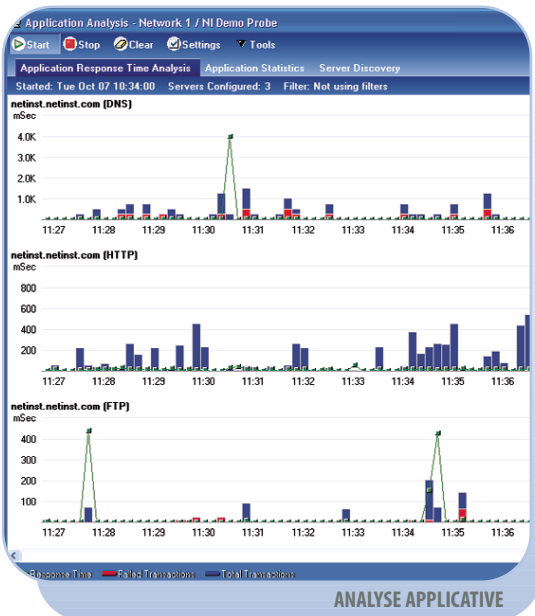 Application Analysis - Network 1 / NI Demo Probe
Start Stop Clear Settings Tools
Application Response Time Analysis Application Statistics Server Discovery
Started: Tue Oct 07 10:34:00 Servers Configured: 3 Filter: Not using filters
netinst.netinst.com (DNS)
mSec
4.0K
3.0K
2.0K
1.0K
11:27 11:28 11:29 11:30 11:31 11:32 11:33 11:34 11:35 11:36
netinst.netinst.com (HTTP)
mSec
800
600
400
200
11:27 11:28 11:29 11:30 11:31 11:32 11:33 11:34 11:35 11:36
netinst.netinst.com (FTP)
mSec
400
300
200
100
11:27 11:28 11:29 11:30 11:31 11:32 11:33 11:34 11:35 11:36
Response Time Failed Transactions Total Transactions
ANALYSE APPLICATIVE